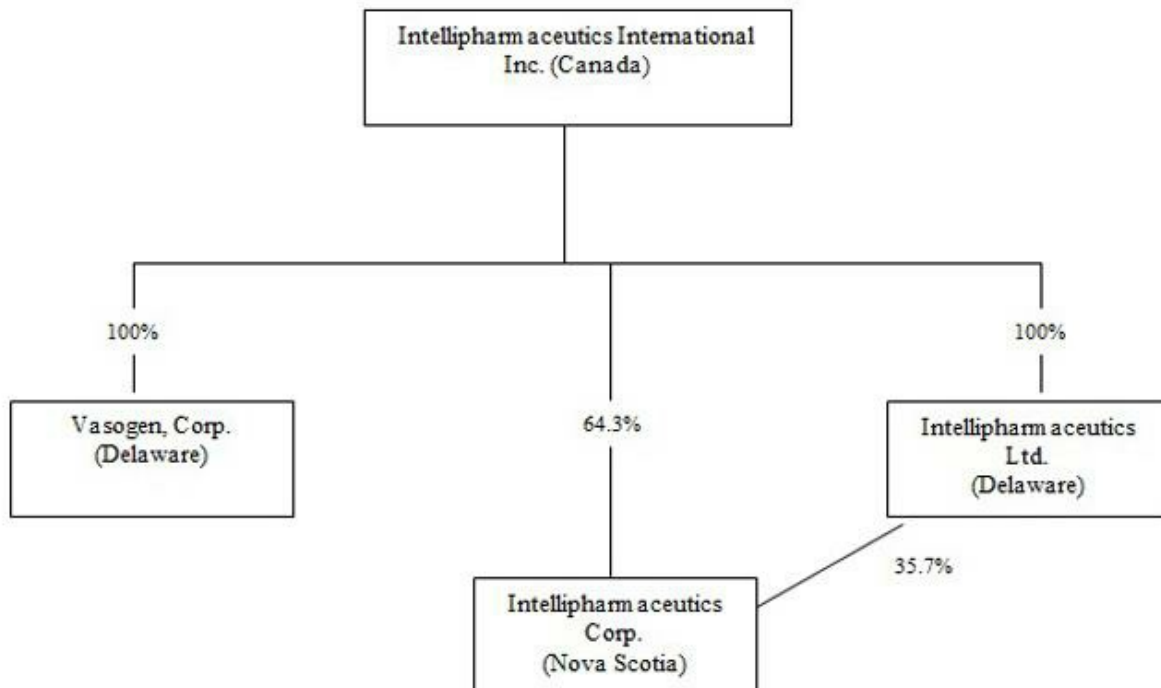 Intellipharm aceutics International
Inc. (Canada)
100%
100%
Vasogen, Corp.
(Delaware)
64.3%
Intellipharm aceutics
Ltd.
(Delaware)
35.7%
Intellipharm aceutics
Corp.
(Nova Scotia)